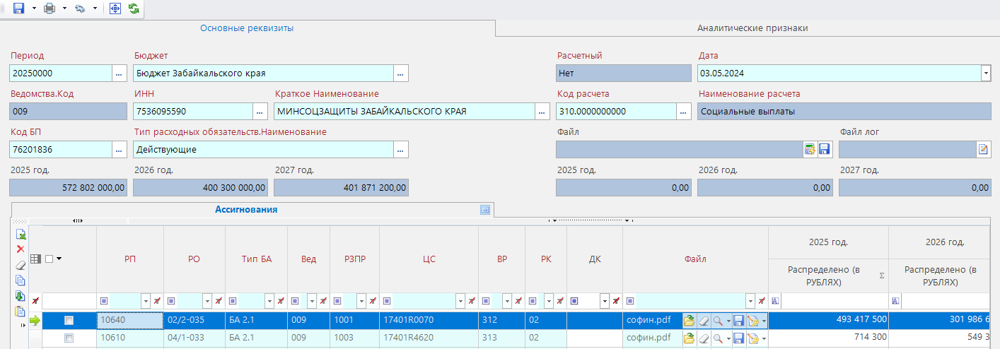 Основные реквизиты Аналитические признаки
Период Бюджет Расчетный Дата
20250000 ... Бюджет Забайкальского края ... Нет 03.05.2024
Ведомства.Код ИНН Краткое Наименование Код расчета Наименование расчета
009 7536095590 ... МИНСОЦЗАЩИТЫ ЗАБАЙКАЛЬСКОГО КРАЯ ... 310.0000000000 ... Социальные выплаты
Код БП Тип расходных обязательств.Наименование Файл Файл лог
76201836 ... Действующие ...
2025 год. 2026 год. 2027 год. 2025 год. 2026 год. 2027 год.
572 802 000,00 400 300 000,00 401 871 200,00 0,00 0,00 0,00
Ассигнования
2025 год. 2026 год.
РП РО Тип БА Вед РЗПР ЦС ВР РК ДК Файл
Распределено (в РУБЛЯХ) Σ Распределено (в РУБЛЯХ)
10640 02/2-035 БА 2.1 009 1001 17401R0070 312 02 софин.pdf 493 417 500 301 986 6
10610 04/1-033 БА 2.1 009 1003 17401R4620 313 02 софин.pdf 714 300 549 3